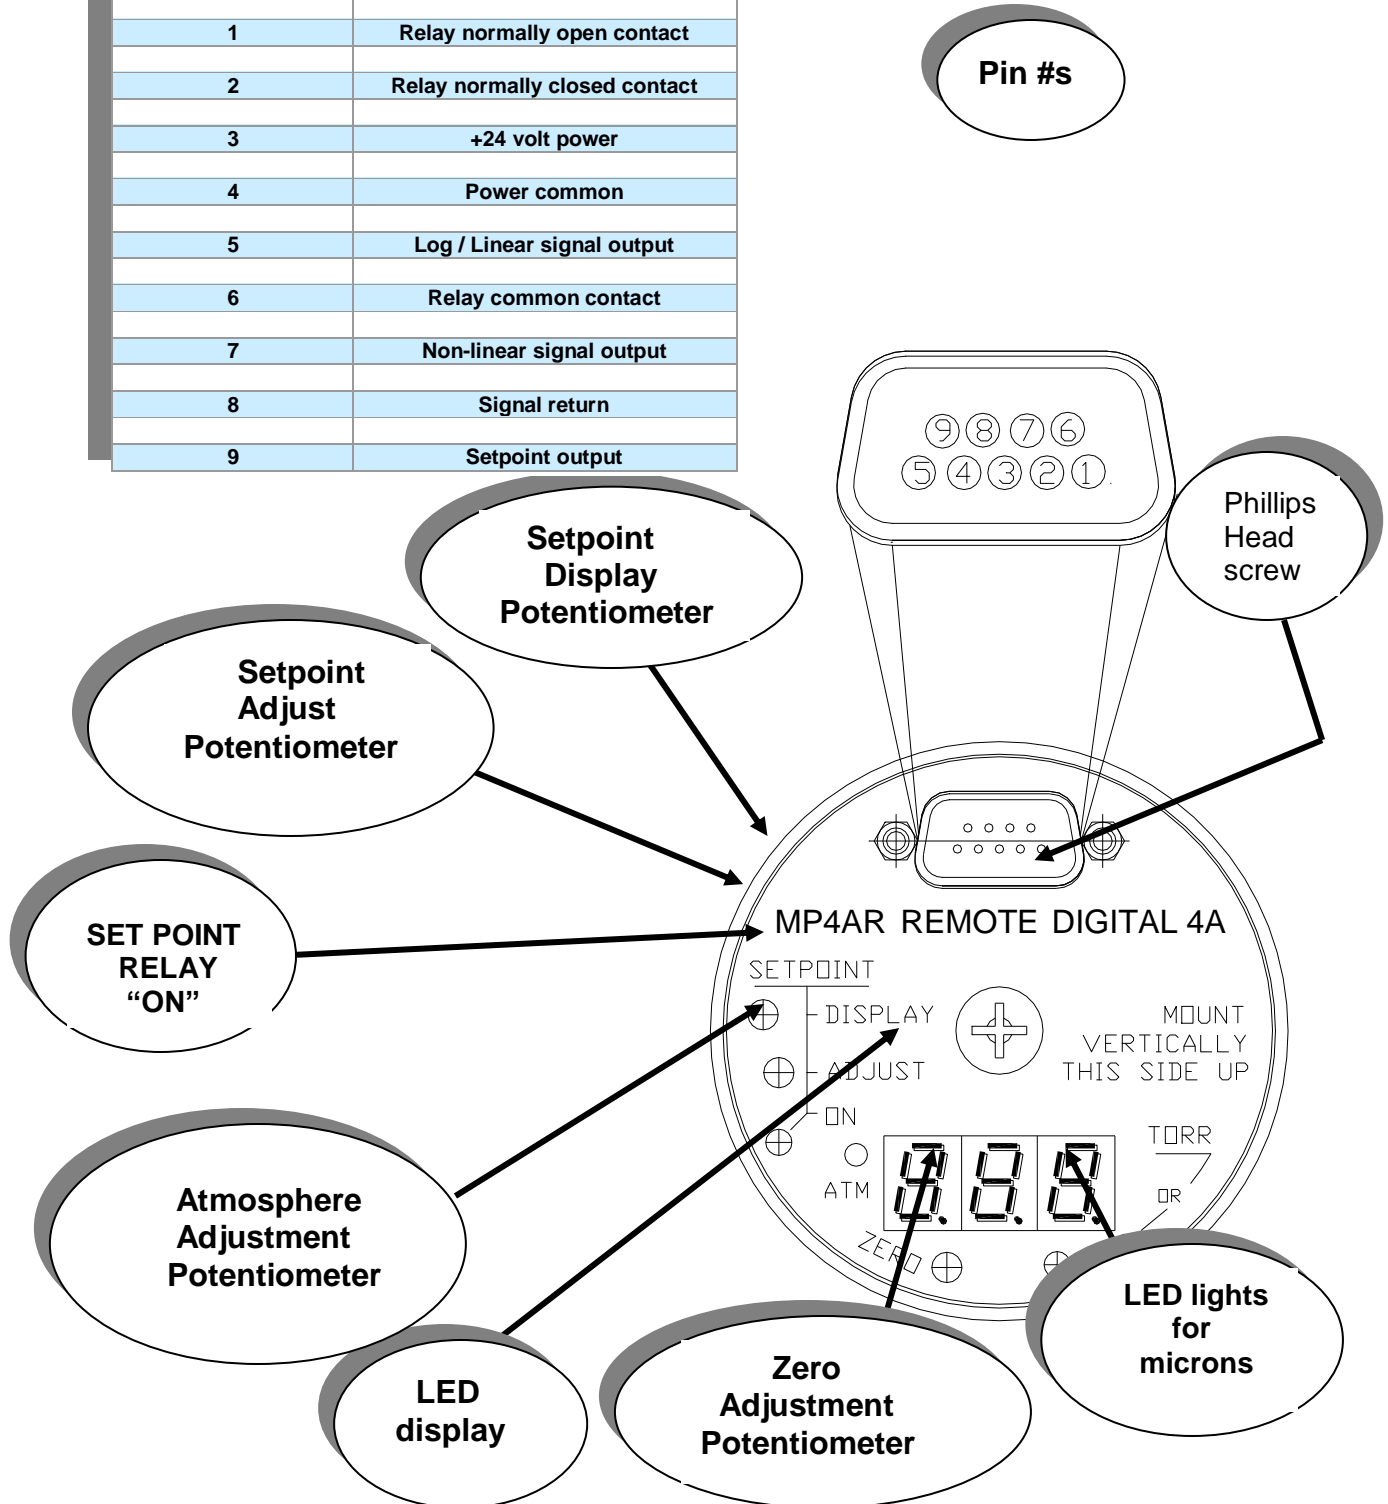 1 Relay normally open contact
2 Relay normally closed contact
3 +24 volt power
4 Power common
5 Log / Linear signal output
6 Relay common contact
7 Non-linear signal output
8 Signal return
9 Setpoint output
Pin #s
9 8 7 6
5 4 3 2 1
Phillips
Head
screw
Setpoint
Display
Potentiometer
Setpoint
Adjust
Potentiometer
SET POINT
RELAY
“ON”
MP4AR REMOTE DIGITAL 4A
SETPOINT
DISPLAY
ADJUST
ON
MOUNT
VERTICALLY
THIS SIDE UP
TORR
OR
ATM
8.8.8.
ZERO
Atmosphere
Adjustment
Potentiometer
LED
display
Zero
Adjustment
Potentiometer
LED lights
for
microns